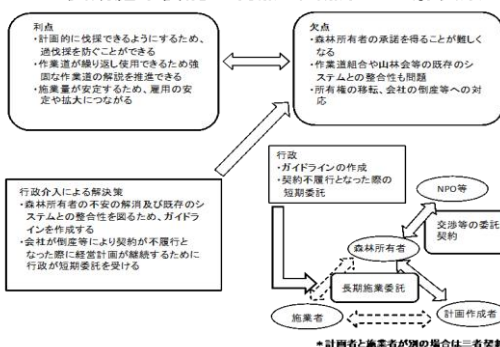 利点
・計画的に伐採できるようにするため、
過伐採を防ぐことができる
・作業道が繰り返し使用できるため強
固な作業道の解説を推進できる
・施業量が安定するため、雇用の安
定や拡大につながる
欠点
・森林所有者の承諾を得ることが難しく
なる
・作業道組合や山林会等の既存のシ
ステムとの整合性も問題
・所有権の移転、会社の倒産等への対
応
行政介入による解決策
・森林所有者の不安の解消及び既存の
システムとの整合性を図るため、ガイドラ
インを作成する
・会社が倒産等により契約が不履行と
なった際に経営計画が継続するために
行政が短期委託を受ける
行政
・ガイドラインの作成
・契約不履行となった際の
短期委託
NPO等
交渉等の委託
契約
森林所有者
長期施業委託
施業者
計画作成者
*計画者と施業者が別の場合は三者契約